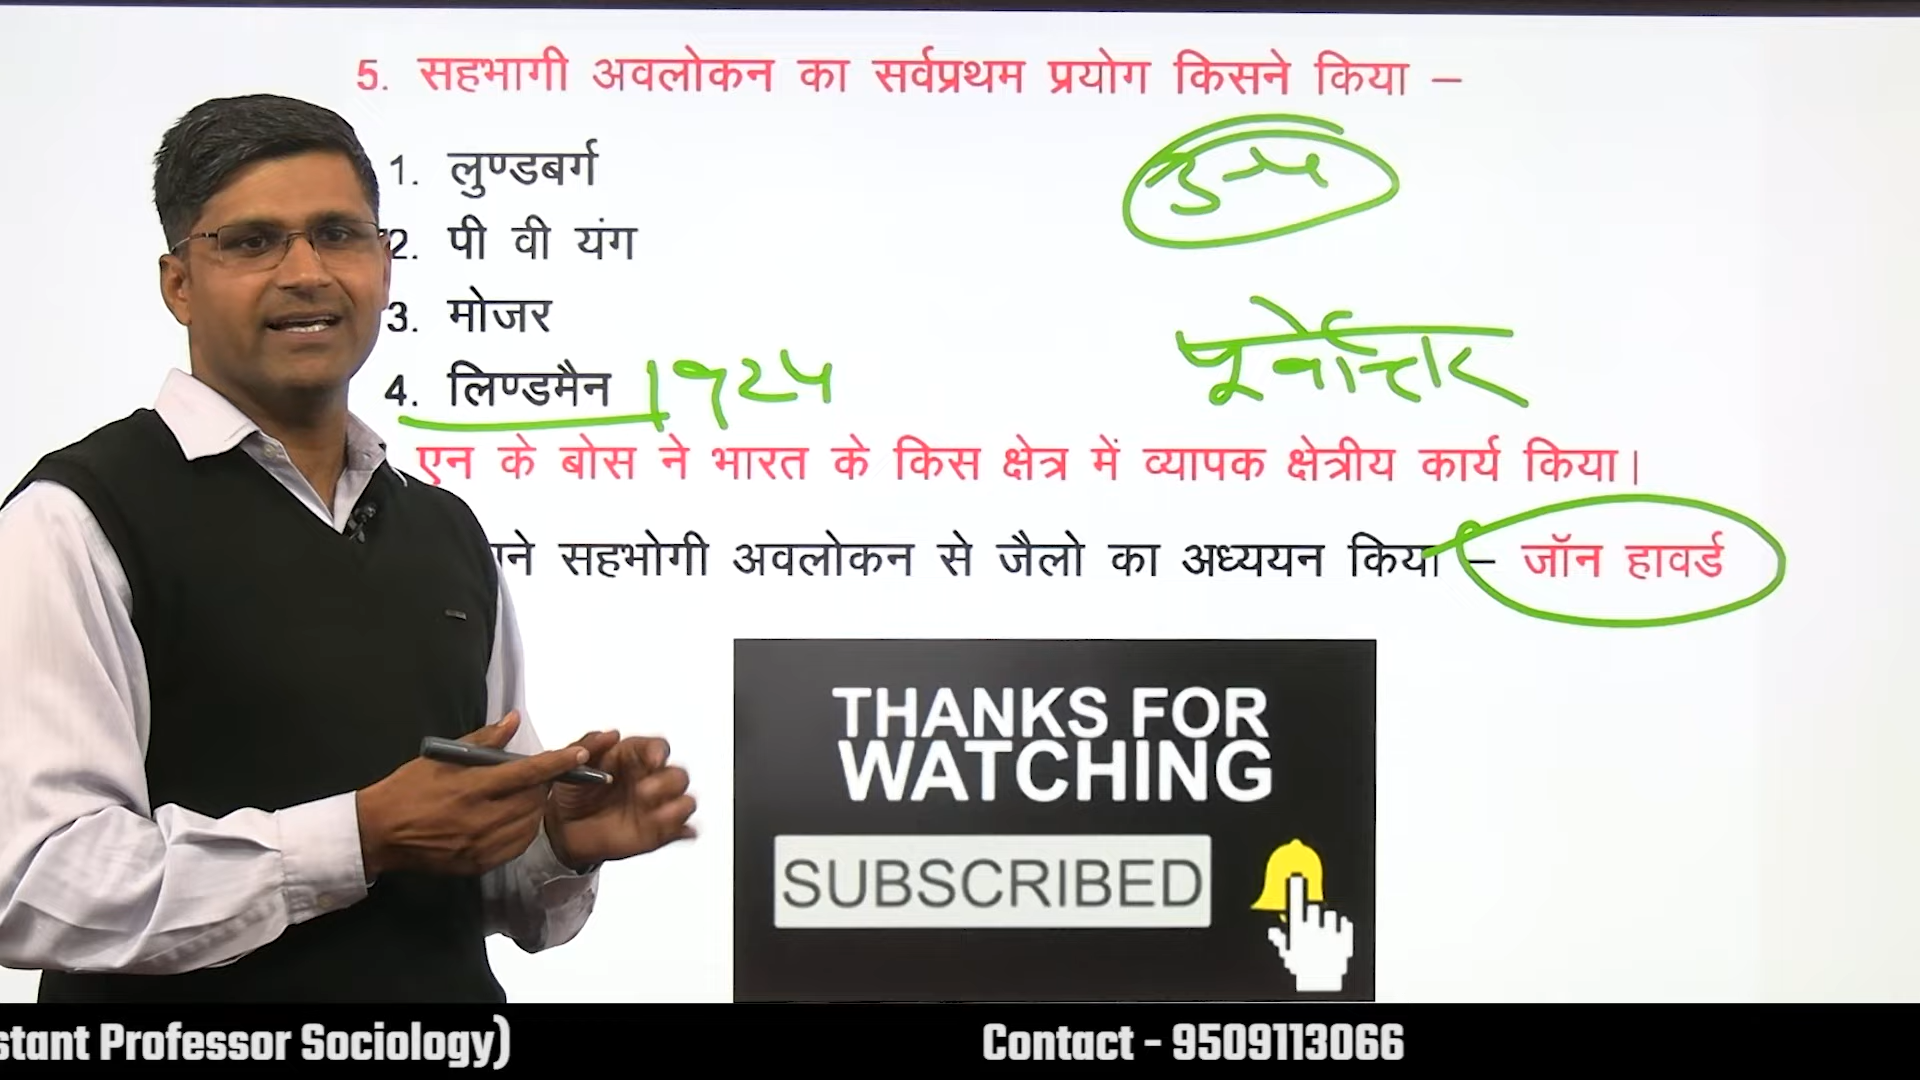 5. सहभागी अवलोकन का सर्वप्रथम प्रयोग किसने किया –
1. लुण्डबर्ग
2. पी वी यंग
3. मोजर
4. लिण्डमैन 1924
पूर्वोत्तर
एन के बोस ने भारत के किस क्षेत्र में व्यापक क्षेत्रीय कार्य किया।
सहभोगी अवलोकन से जैलो का अध्ययन किया – जॉन हावर्ड
THANKS FOR
WATCHING
SUBSCRIBED
Professor Sociology)
Contact - 9509113066